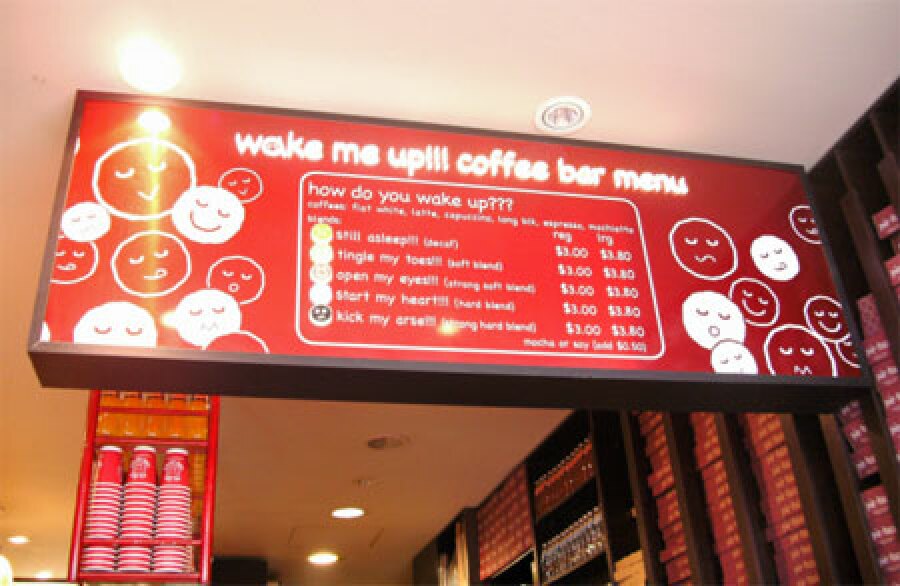 wake me up!!! coffee bar menu
how do you wake up???
coffees: flat white, latte, capuccino, long blk, espresso, machiatto
blends: reg lrg
still asleep!!! (decaf) $3.00 $3.80
tingle my toes!!! (soft blend) $3.00 $3.80
open my eyes!!! (strong soft blend) $3.00 $3.80
start my heart!!! (hard blend) $3.00 $3.80
kick my arse!!! (strong hard blend) $3.00 $3.80
mocha or soy (add $0.50)